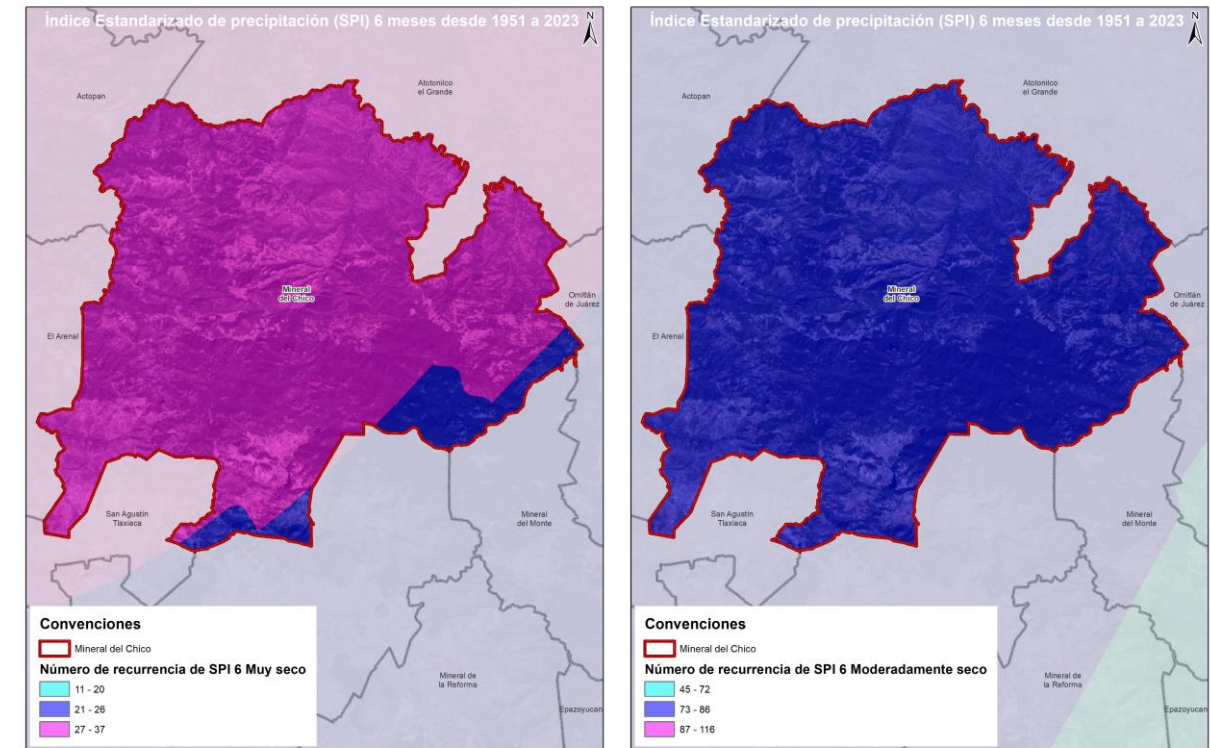 Índice Estandarizado de precipitación (SPI) 6 meses desde 1951 a 2023
N
Atotonilco
el Grande
Actopan
Mineral
del Chico
Omitlán
de Juárez
El Arenal
San Agustín
Tlaxiaca
Mineral
del Monte
Mineral de
la Reforma
Epazoyucan
Convenciones
Mineral del Chico
Número de recurrencia de SPI 6 Muy seco
11 - 20
21 - 26
27 - 37
Índice Estandarizado de precipitación (SPI) 6 meses desde 1951 a 2023
N
Atotonilco
el Grande
Actopan
Mineral
del Chico
Omitlán
de Juárez
El Arenal
San Agustín
Tlaxiaca
Mineral
del Monte
Mineral de
la Reforma
Epazoyucan
Convenciones
Mineral del Chico
Número de recurrencia de SPI 6 Moderadamente seco
45 - 72
73 - 86
87 - 116